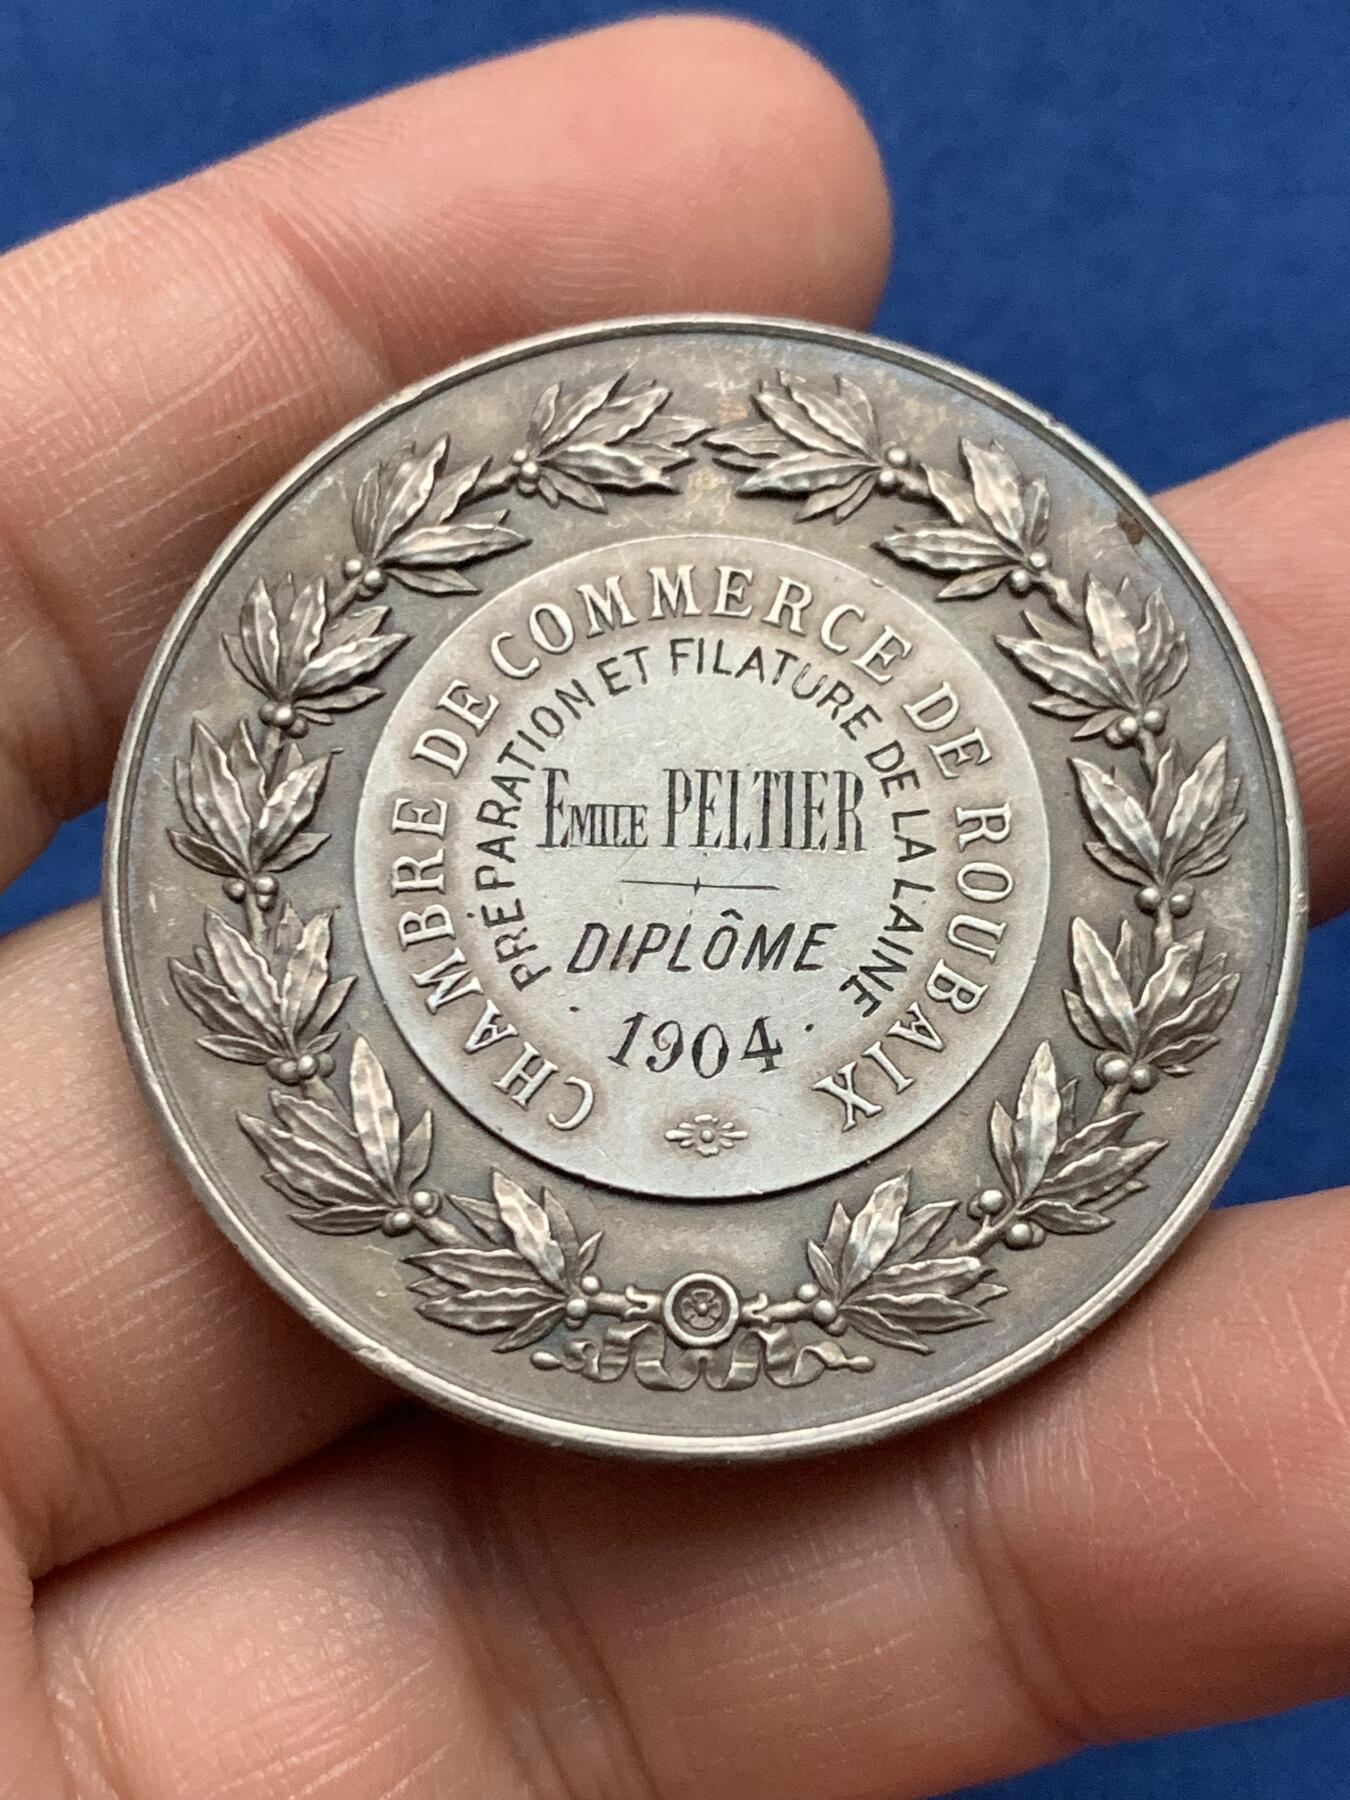 CHAMBRE DE COMMERCE DE ROUBAIX
PRÉPARATION ET FILATURE DE LA LAINE
EMILE PELTIER
DIPLÔME
1904